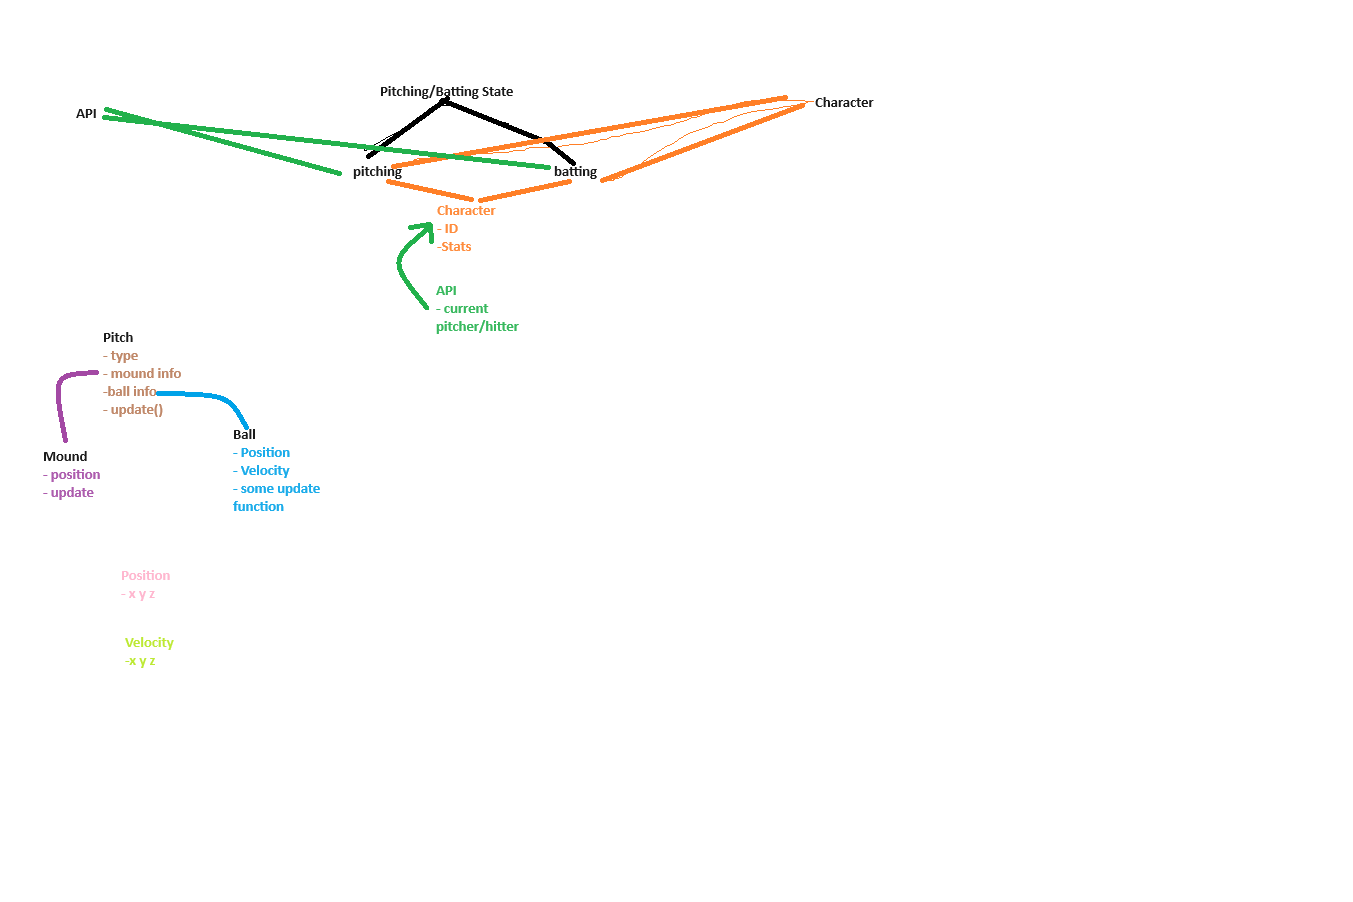 Pitching/Batting State
API
Character
pitching
batting
Character
- ID
-Stats
API
- current
pitcher/hitter
Pitch
- type
- mound info
-ball info
- update()
Ball
- Position
- Velocity
- some update
function
Mound
- position
- update
Position
- x y z
Velocity
-x y z